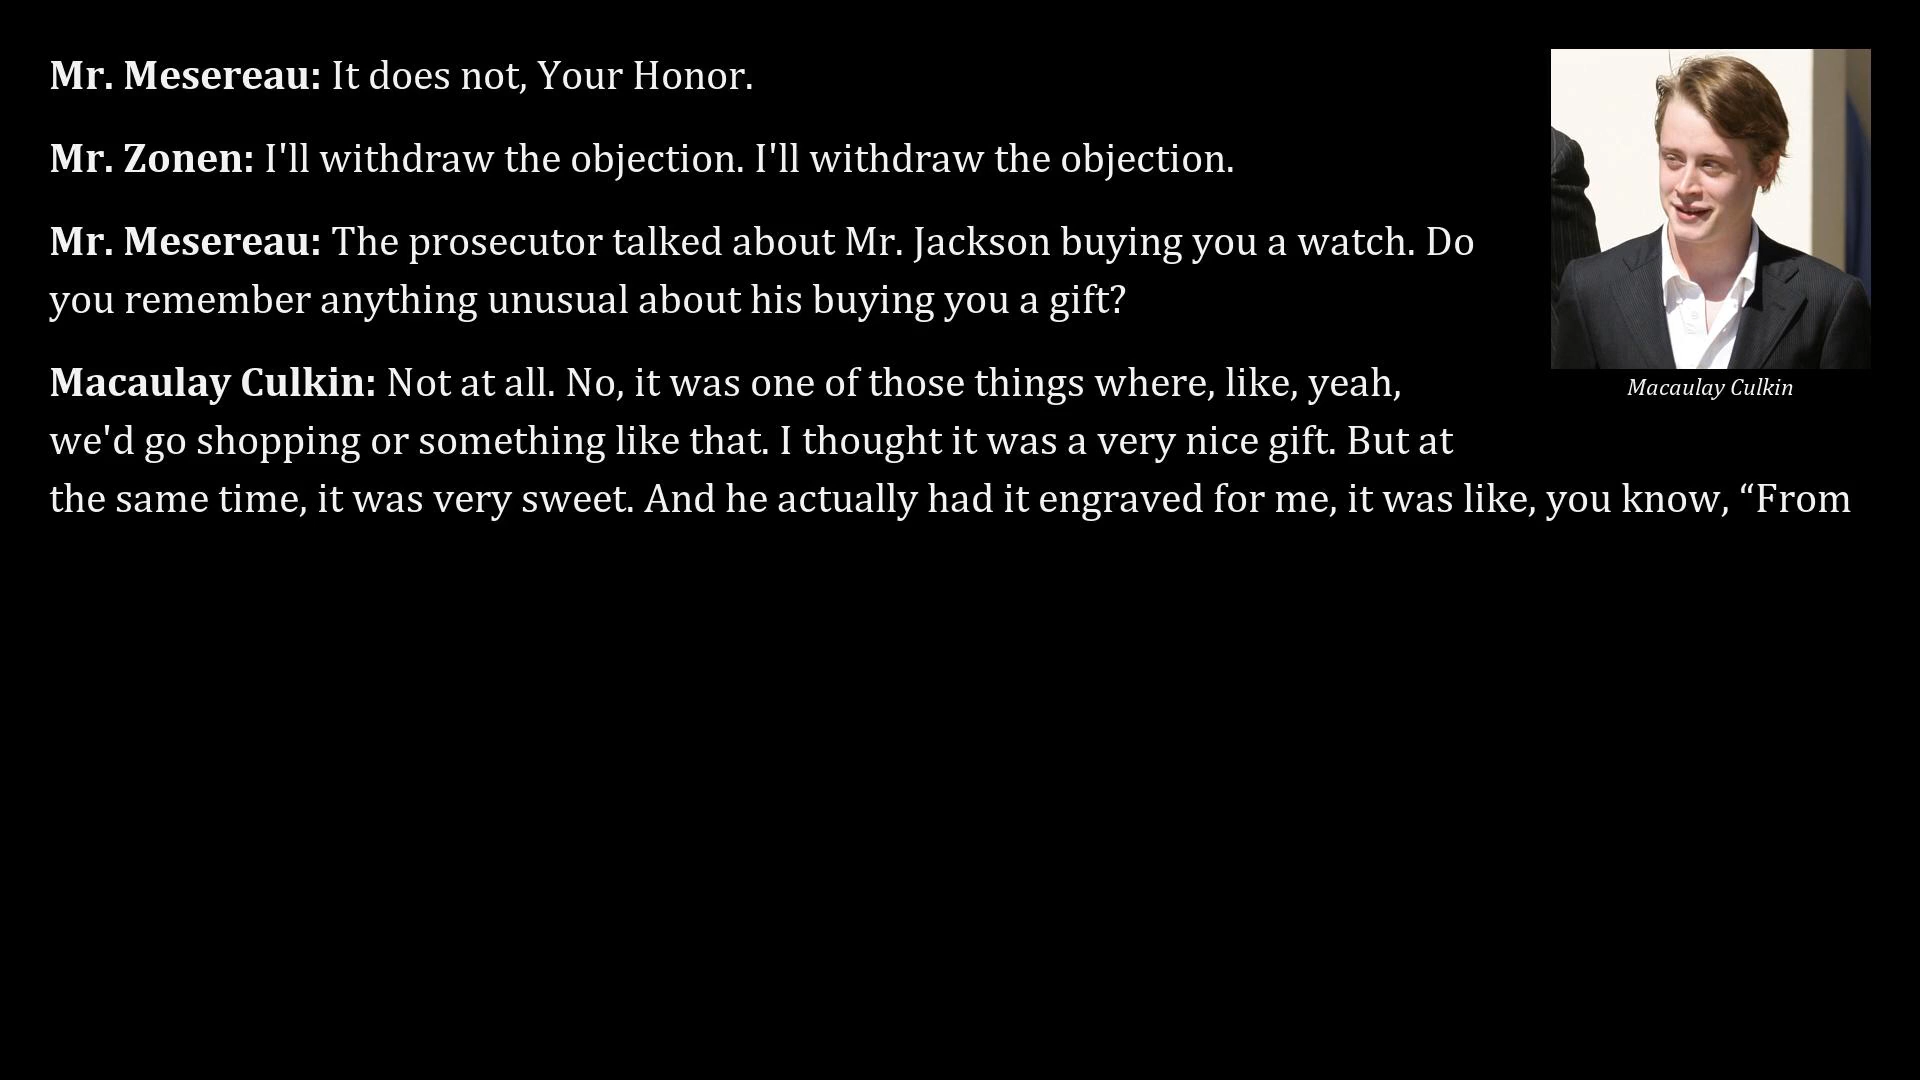 Mr. Mesereau: It does not, Your Honor.
Mr. Zonen: I'll withdraw the objection. I'll withdraw the objection.
Mr. Mesereau: The prosecutor talked about Mr. Jackson buying you a watch. Do
you remember anything unusual about his buying you a gift?
Macaulay Culkin: Not at all. No, it was one of those things where, like, yeah,
we'd go shopping or something like that. I thought it was a very nice gift. But at
the same time, it was very sweet. And he actually had it engraved for me, it was like, you know, “From
Macaulay Culkin